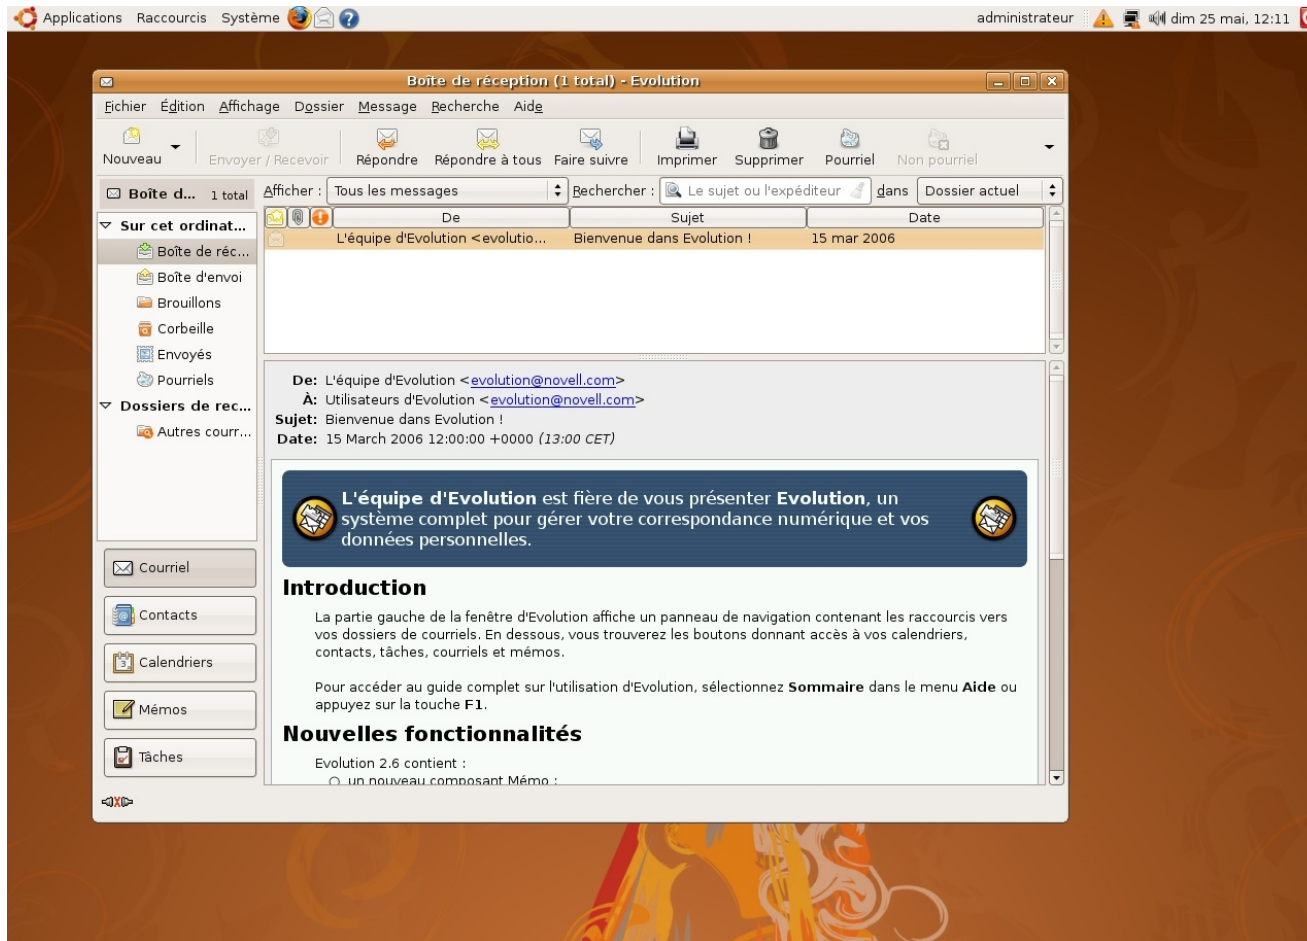 Applications Raccourcis Système administrateur dim 25 mai, 12:11
Boîte de réception (1 total) - Evolution
Fichier Édition Affichage Dossier Message Recherche Aide
Nouveau Envoyer / Recevoir Répondre Répondre à tous Faire suivre Imprimer Supprimer Pourriel Non pourriel
Boîte d... 1 total Afficher : Tous les messages Rechercher : Le sujet ou l'expéditeur dans Dossier actuel
De Sujet Date
L'équipe d'Evolution <evolutio... Bienvenue dans Evolution ! 15 mar 2006
Sur cet ordinat...
Boîte de réc...
Boîte d'envoi
Brouillons
Corbeille
Envoyés
Pourriels
Dossiers de rec...
Autres courr...
Courriel
Contacts
Calendriers
Mémos
Tâches
De: L'équipe d'Evolution <evolution@novell.com>
À: Utilisateurs d'Evolution <evolution@novell.com>
Sujet: Bienvenue dans Evolution !
Date: 15 March 2006 12:00:00 +0000 (13:00 CET)
L'équipe d'Evolution est fière de vous présenter Evolution, un
système complet pour gérer votre correspondance numérique et vos
données personnelles.
Introduction
La partie gauche de la fenêtre d'Evolution affiche un panneau de navigation contenant les raccourcis vers
vos dossiers de courriels. En dessous, vous trouverez les boutons donnant accès à vos calendriers,
contacts, tâches, courriels et mémos.
Pour accéder au guide complet sur l'utilisation d'Evolution, sélectionnez Sommaire dans le menu Aide ou
appuyez sur la touche F1.
Nouvelles fonctionnalités
Evolution 2.6 contient :
un nouveau composant Mémo :